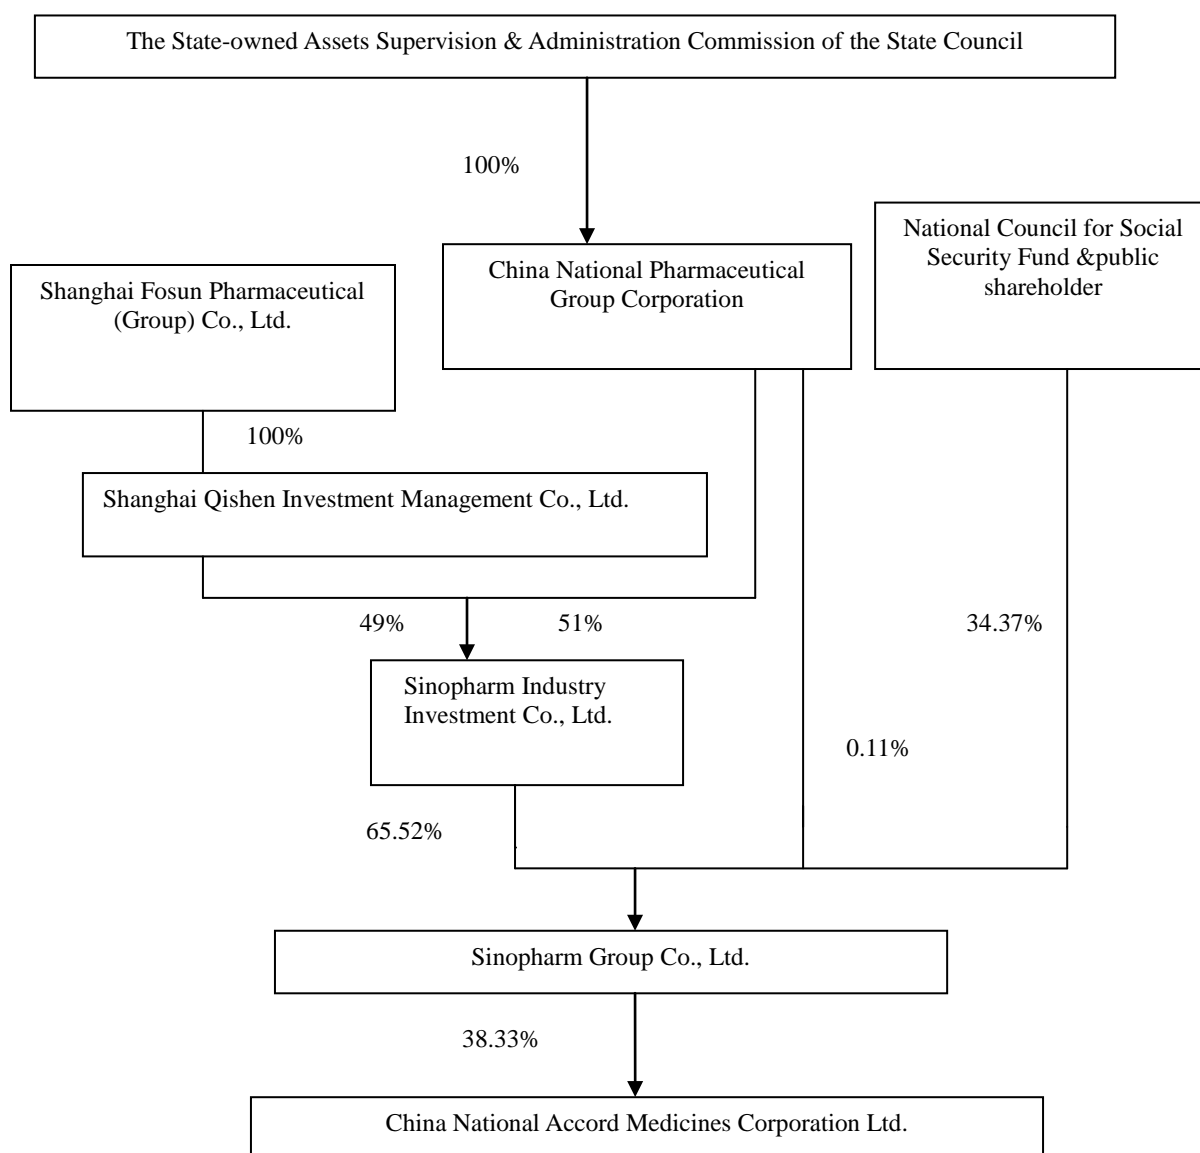 The State-owned Assets Supervision & Administration Commission of the State Council
100%
National Council for Social
Security Fund &public
shareholder
China National Pharmaceutical
Group Corporation
Shanghai Fosun Pharmaceutical
(Group) Co., Ltd.
100%
Shanghai Qishen Investment Management Co., Ltd.
49%
51%
34.37%
Sinopharm Industry
Investment Co., Ltd.
0.11%
65.52%
Sinopharm Group Co., Ltd.
38.33%
China National Accord Medicines Corporation Ltd.